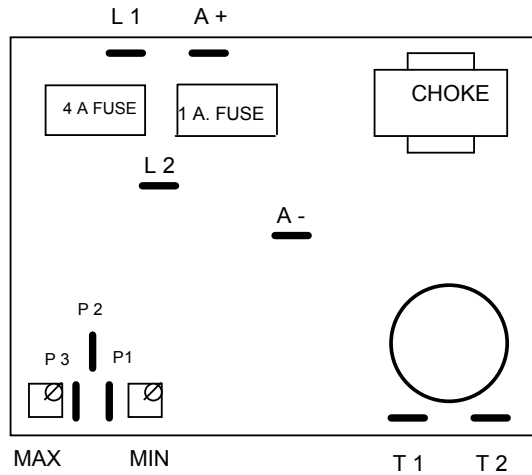 L 1 A +
4 A FUSE
1 A. FUSE
CHOKE
L 2
A -
P 2
P 3
P1
MAX
MIN
T 1
T 2